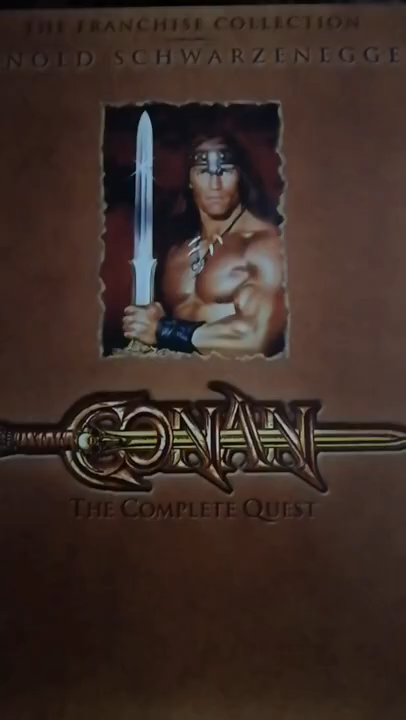 THE FRANCHISE COLLECTION
NOLD SCHWARZENEGGE
CONAN
THE COMPLETE QUEST